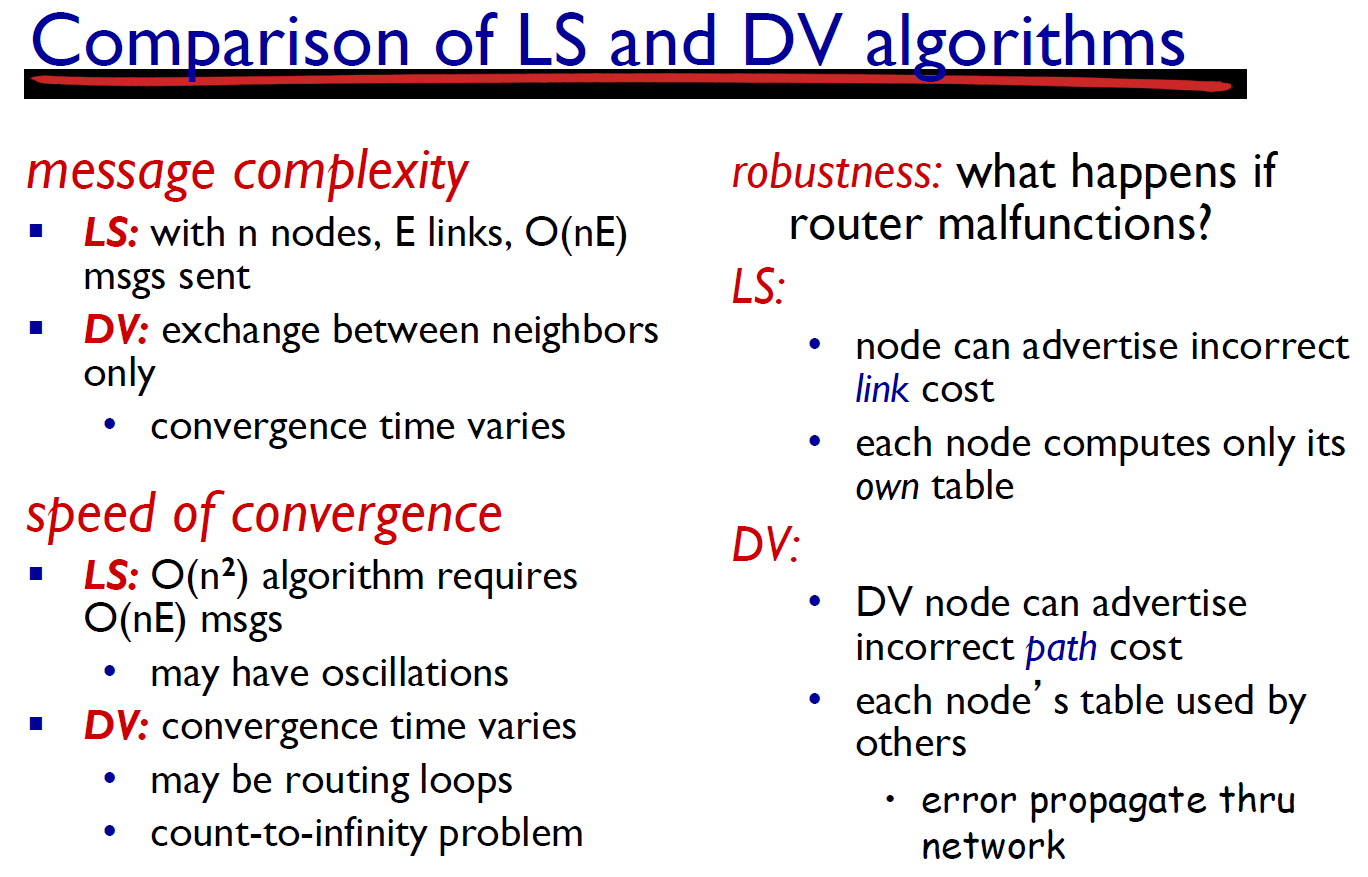 Comparison of LS and DV algorithms
message complexity
▪ LS: with n nodes, E links, O(nE)
msgs sent
▪ DV: exchange between neighbors
only
• convergence time varies
speed of convergence
▪ LS: O(n²) algorithm requires
O(nE) msgs
• may have oscillations
▪ DV: convergence time varies
• may be routing loops
• count-to-infinity problem
robustness: what happens if
router malfunctions?
LS:
• node can advertise incorrect
link cost
• each node computes only its
own table
DV:
• DV node can advertise
incorrect path cost
• each node’ s table used by
others
• error propagate thru
network